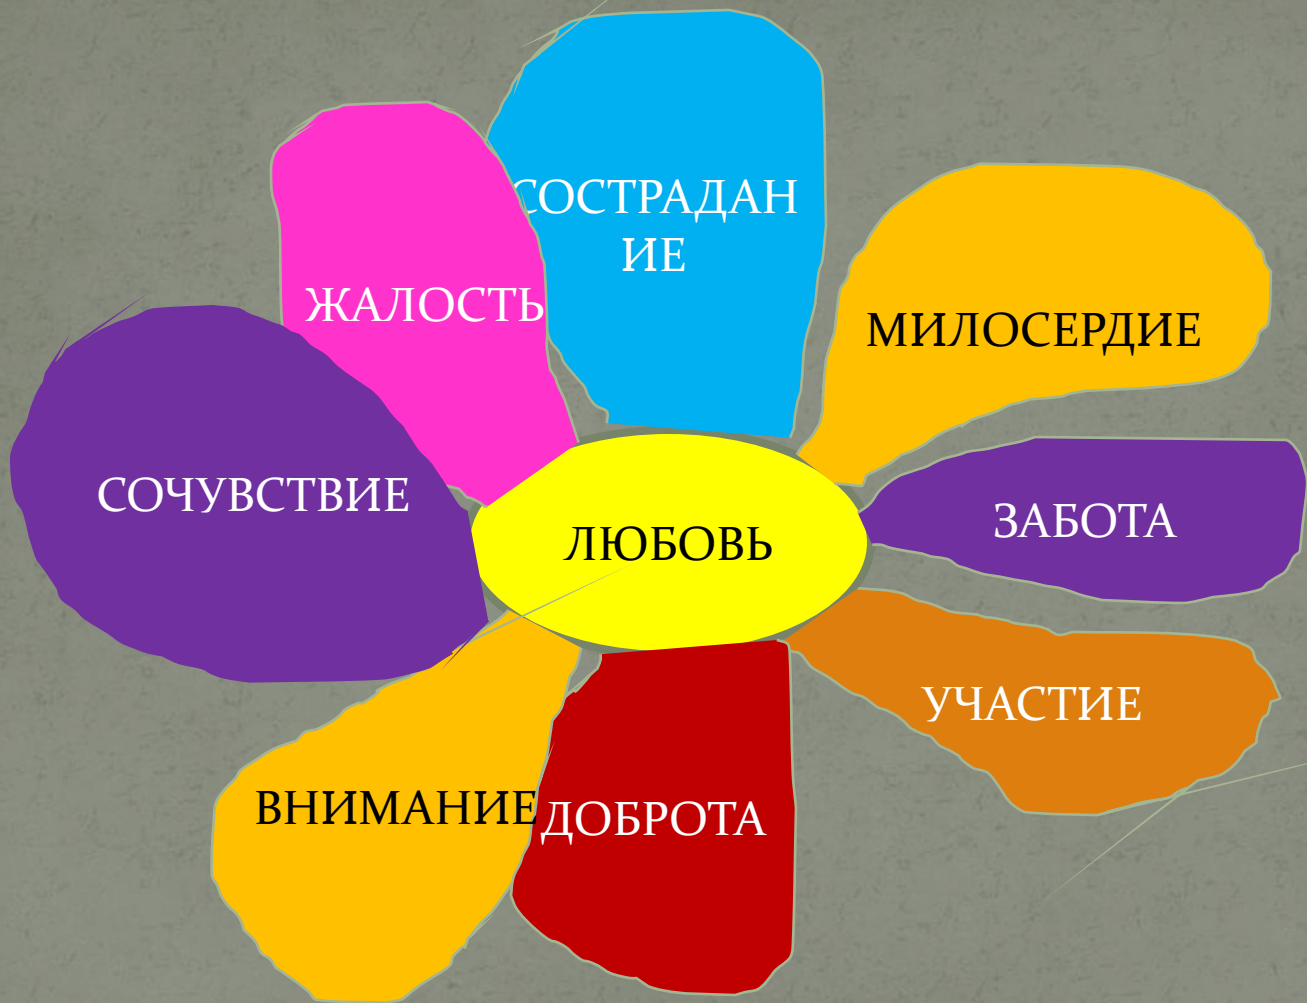 СОСТРАДАН
ИЕ
ЖАЛОСТЬ
МИЛОСЕРДИЕ
СОЧУВСТВИЕ
ЗАБОТА
ЛЮБОВЬ
УЧАСТИЕ
ВНИМАНИЕ
ДОБРОТА